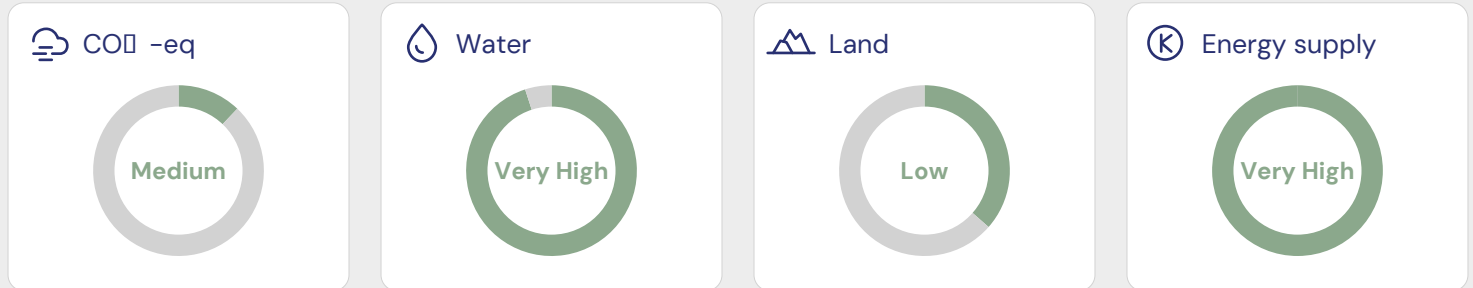 CO▯ -eq
Water
Land
Energy supply
Medium
Very High
Low
Very High